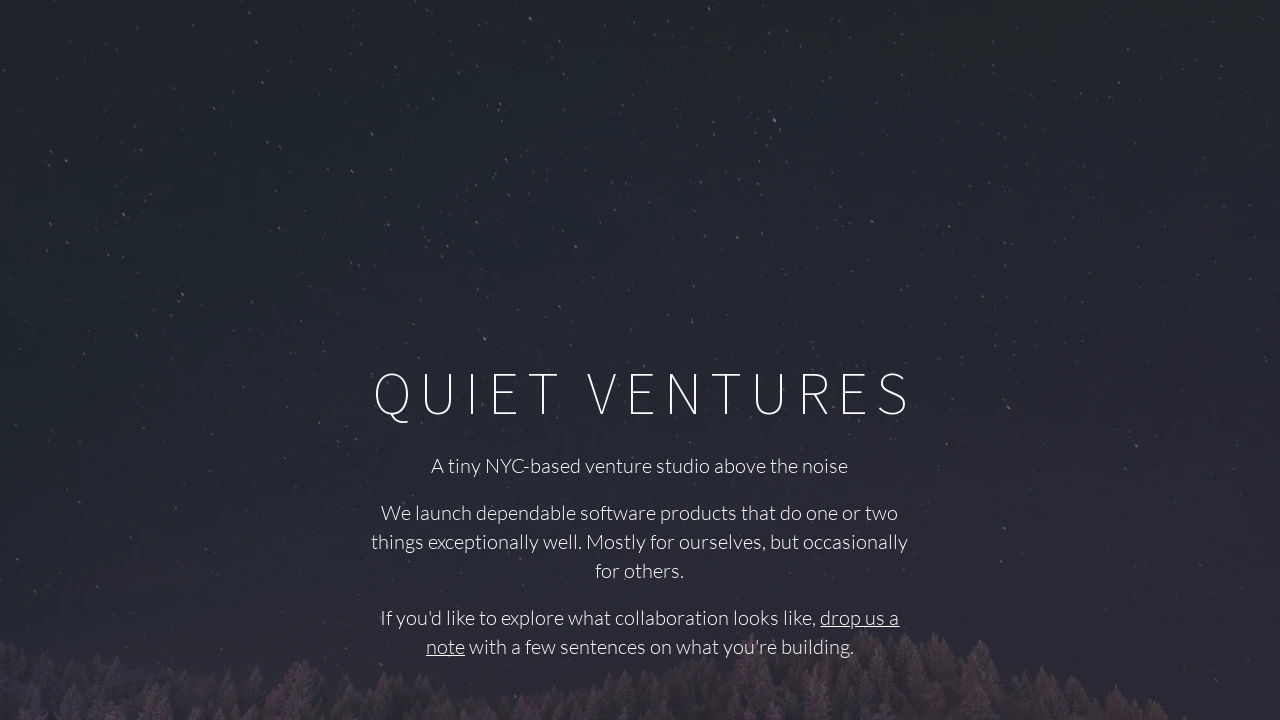 QUIET VENTURES
A tiny NYC-based venture studio above the noise
We launch dependable software products that do one or two
things exceptionally well. Mostly for ourselves, but occasionally
for others.
If you'd like to explore what collaboration looks like, drop us a
note with a few sentences on what you're building.